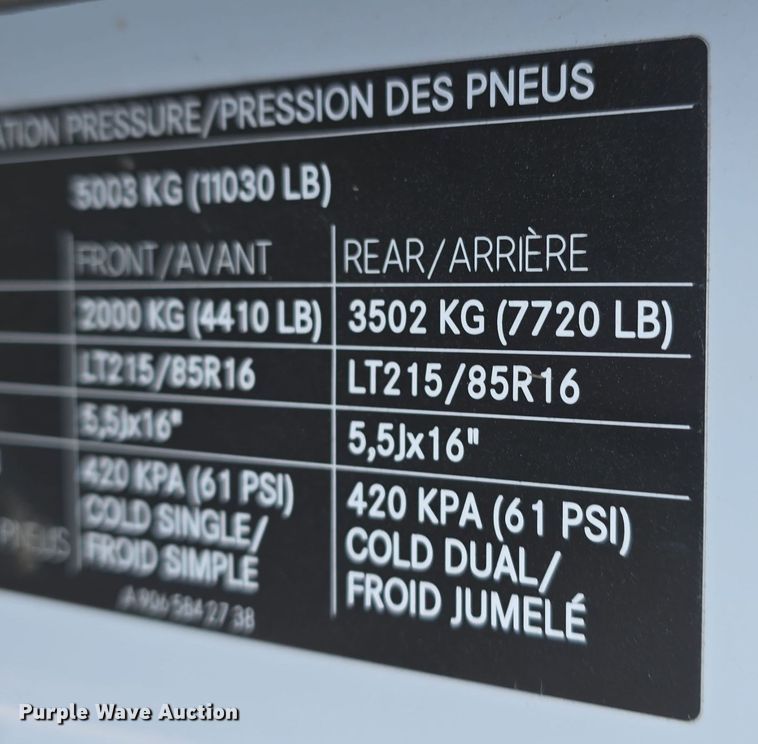 ATION PRESSURE/PRESSION DES PNEUS
5003 KG (11030 LB)
FRONT/AVANT REAR/ARRIÈRE
2000 KG (4410 LB) 3502 KG (7720 LB)
LT215/85R16 LT215/85R16
5,5Jx16" 5,5Jx16"
420 KPA (61 PSI) 420 KPA (61 PSI)
COLD SINGLE/ COLD DUAL/
PNEUS FROID SIMPLE FROID JUMELÉ
A 906 584 27 38
Purple Wave Auction